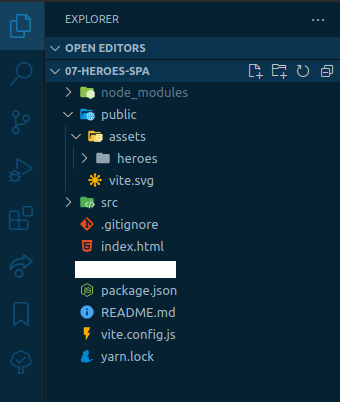 EXPLORER
OPEN EDITORS
07-HEROES-SPA
node_modules
public
assets
heroes
vite.svg
src
.gitignore
index.html
package.json
README.md
vite.config.js
yarn.lock